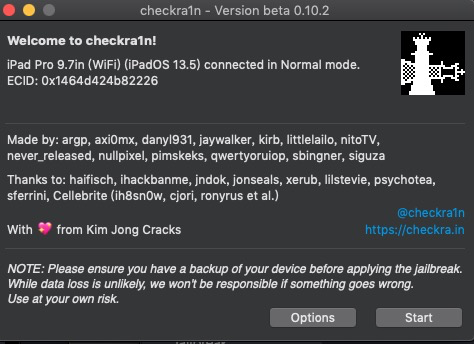 checkra1n - Version beta 0.10.2
Welcome to checkra1n!
iPad Pro 9.7in (WiFi) (iPadOS 13.5) connected in Normal mode.
ECID: 0x1464d424b82226
Made by: argp, axi0mx, danyl931, jaywalker, kirb, littlelailo, nitoTV,
never_released, nullpixel, pimskeks, qwertyoruiop, sbingner, siguza
Thanks to: haifisch, ihackbanme, jndok, jonseals, xerub, lilstevie, psychotea,
sferrini, Cellebrite (ih8sn0w, cjori, ronyrus et al.)
@checkra1n
With 💖 from Kim Jong Cracks
https://checkra.in
NOTE: Please ensure you have a backup of your device before applying the jailbreak.
While data loss is unlikely, we won't be responsible if something goes wrong.
Use at your own risk.
Options
Start